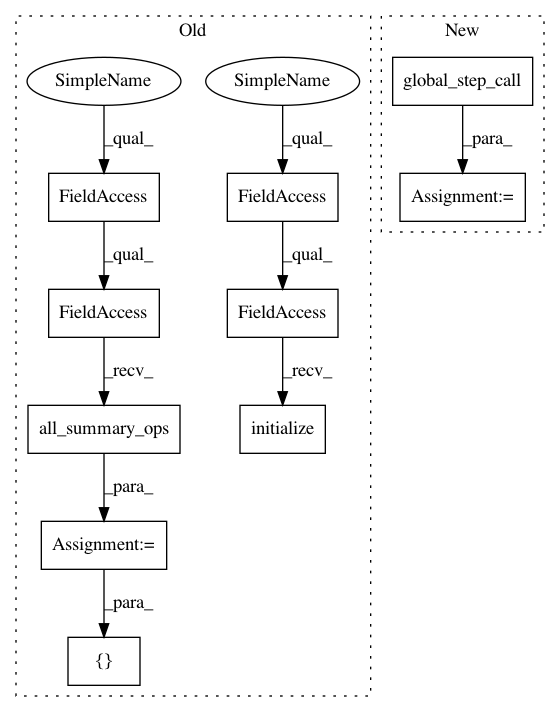 Old
New
SimpleName
SimpleName
global_step_call
_qual_
_qual_
_para_
FieldAccess
FieldAccess
Assignment:=
_qual_
_qual_
FieldAccess
FieldAccess
_recv_
_recv_
all_summary_ops
initialize
_para_
Assignment:=
_para_
{}